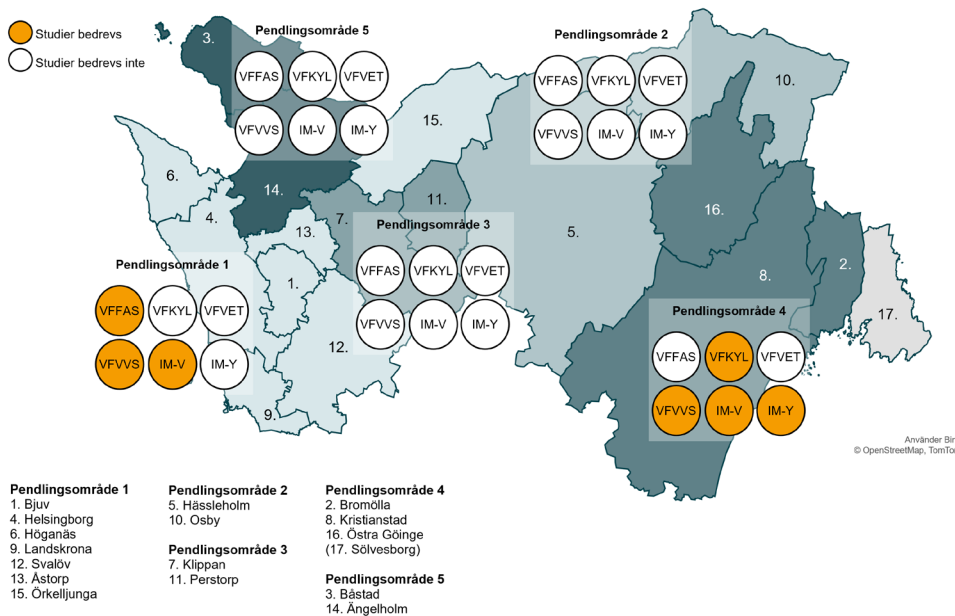 Studier bedrevs
Studier bedrevs inte
Pendlingsområde 5
VFFAS VFKYL VFVET
VFVVS IM-V IM-Y
Pendlingsområde 2
VFFAS VFKYL VFVET
VFVVS IM-V IM-Y
3.
10.
15.
6.
14.
11.
16.
4.
7.
13.
5.
Pendlingsområde 3
VFFAS VFKYL VFVET
VFVVS IM-V IM-Y
Pendlingsområde 1
VFFAS VFKYL VFVET
VFVVS IM-V IM-Y
1.
12.
9.
8.
2.
17.
Pendlingsområde 4
VFFAS VFKYL VFVET
VFVVS IM-V IM-Y
Använder Bin
© OpenStreetMap, TomTo
Pendlingsområde 1
1. Bjuv
4. Helsingborg
6. Höganäs
9. Landskrona
12. Svalöv
13. Åstorp
15. Örkelljunga
Pendlingsområde 2
5. Hässleholm
10. Osby
Pendlingsområde 3
7. Klippan
11. Perstorp
Pendlingsområde 4
2. Bromölla
8. Kristianstad
16. Östra Göinge
(17. Sölvesborg)
Pendlingsområde 5
3. Båstad
14. Ängelholm